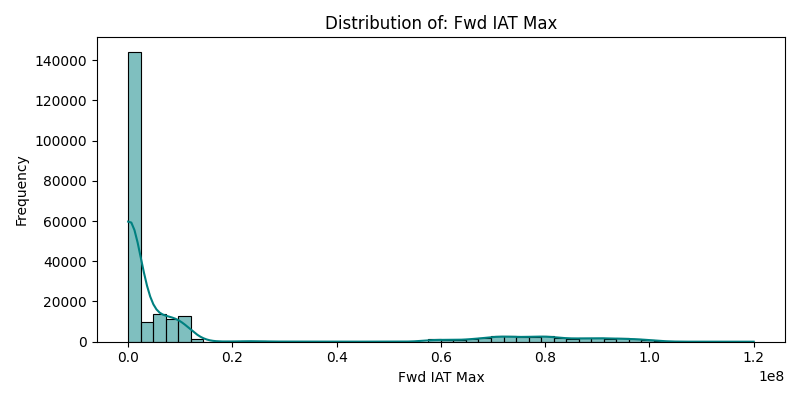 Distribution of: Fwd IAT Max
Frequency
140000
120000
100000
80000
60000
40000
20000
0
0.0 0.2 0.4 0.6 0.8 1.0 1.2
1e8
Fwd IAT Max